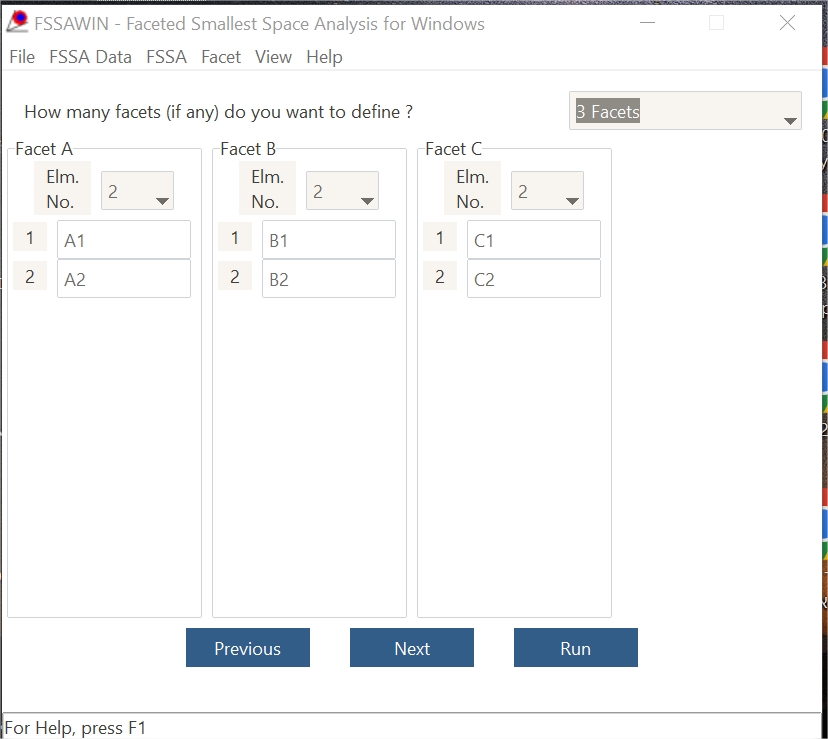 FSSAWIN - Faceted Smallest Space Analysis for Windows
File FSSA Data FSSA Facet View Help
How many facets (if any) do you want to define ?
3 Facets
Facet A
Elm. No.
2
1 A1
2 A2
Facet B
Elm. No.
2
1 B1
2 B2
Facet C
Elm. No.
2
1 C1
2 C2
Previous Next Run
For Help, press F1